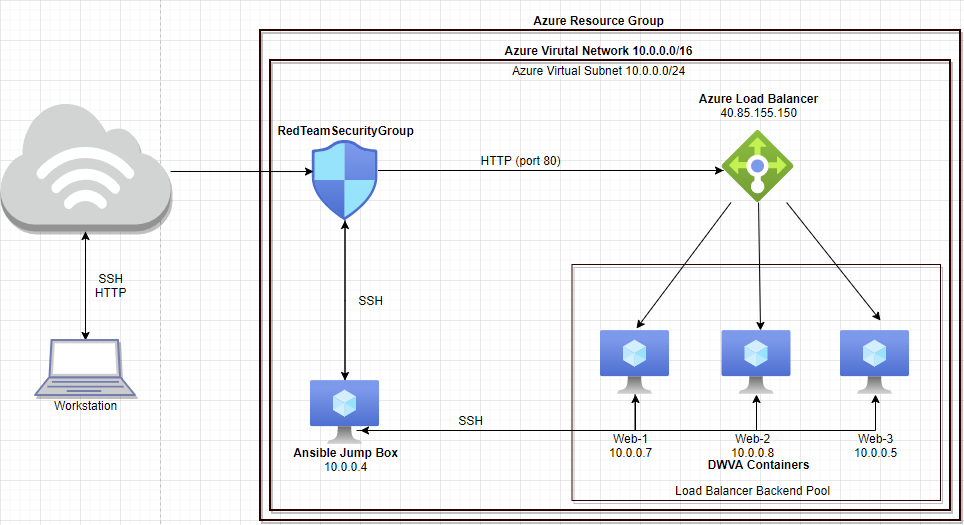 Azure Resource Group
Azure Virutal Network 10.0.0.0/16
Azure Virtual Subnet 10.0.0.0/24
Azure Load Balancer
40.85.155.150
RedTeamSecurityGroup
HTTP (port 80)
SSH
HTTP
SSH
Workstation
SSH
Ansible Jump Box
10.0.0.4
Web-1
10.0.0.7
Web-2
10.0.0.8
Web-3
10.0.0.5
DWVA Containers
Load Balancer Backend Pool